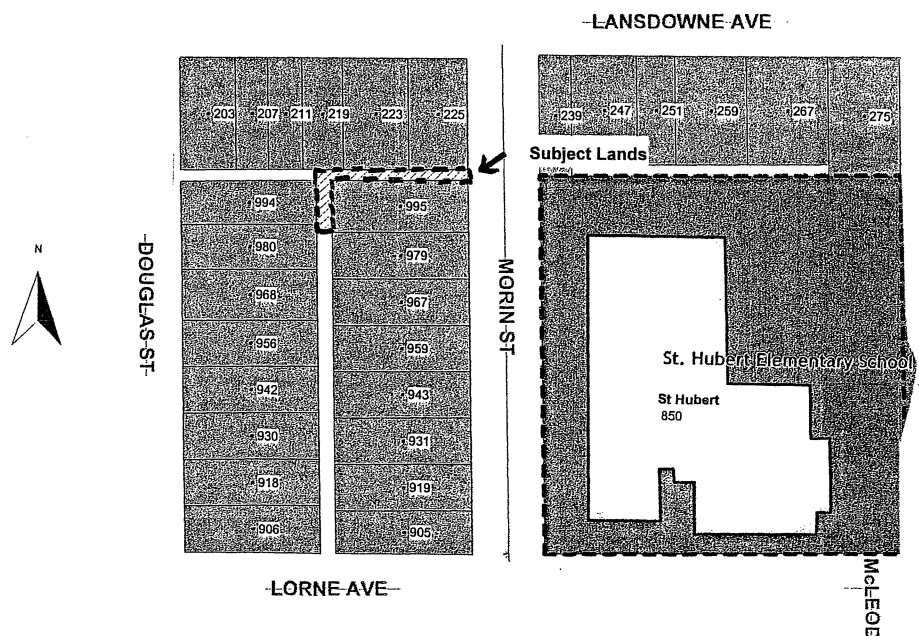 LANSDOWNE AVE
203 207 211 219 223 225
239 247 251 259 267 275
Subject Lands
994
995
980
979
968
967
956
959
942
943
930
931
918
919
906
905
N
DOUGLAS ST
MORIN ST
St. Hubert Elementary School
St Hubert
850
LORNE AVE